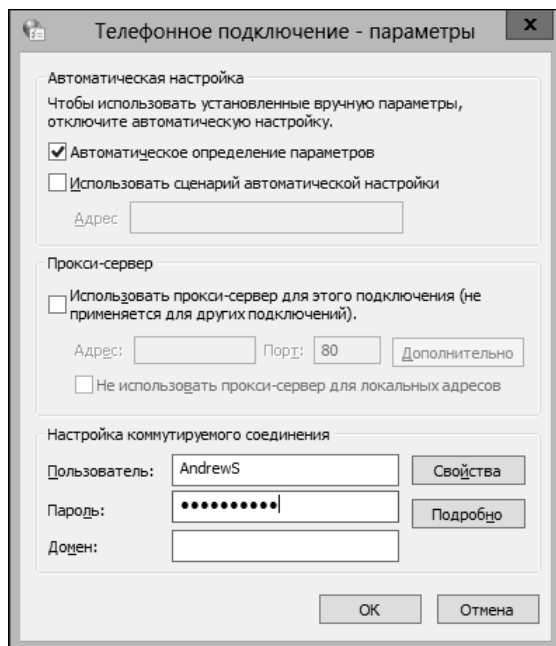 Телефонное подключение - параметры
x
Автоматическая настройка
Чтобы использовать установленные вручную параметры,
отключите автоматическую настройку.
Автоматическое определение параметров
Использовать сценарий автоматической настройки
Адрес
Прокси-сервер
Использовать прокси-сервер для этого подключения (не
применяется для других подключений).
Адрес: Порт: 80 Дополнительно
Не использовать прокси-сервер для локальных адресов
Настройка коммутируемого соединения
Пользователь: AndrewS Свойства
Пароль: ●●●●●●●●●● Подробно
Домен:
ОК Отмена